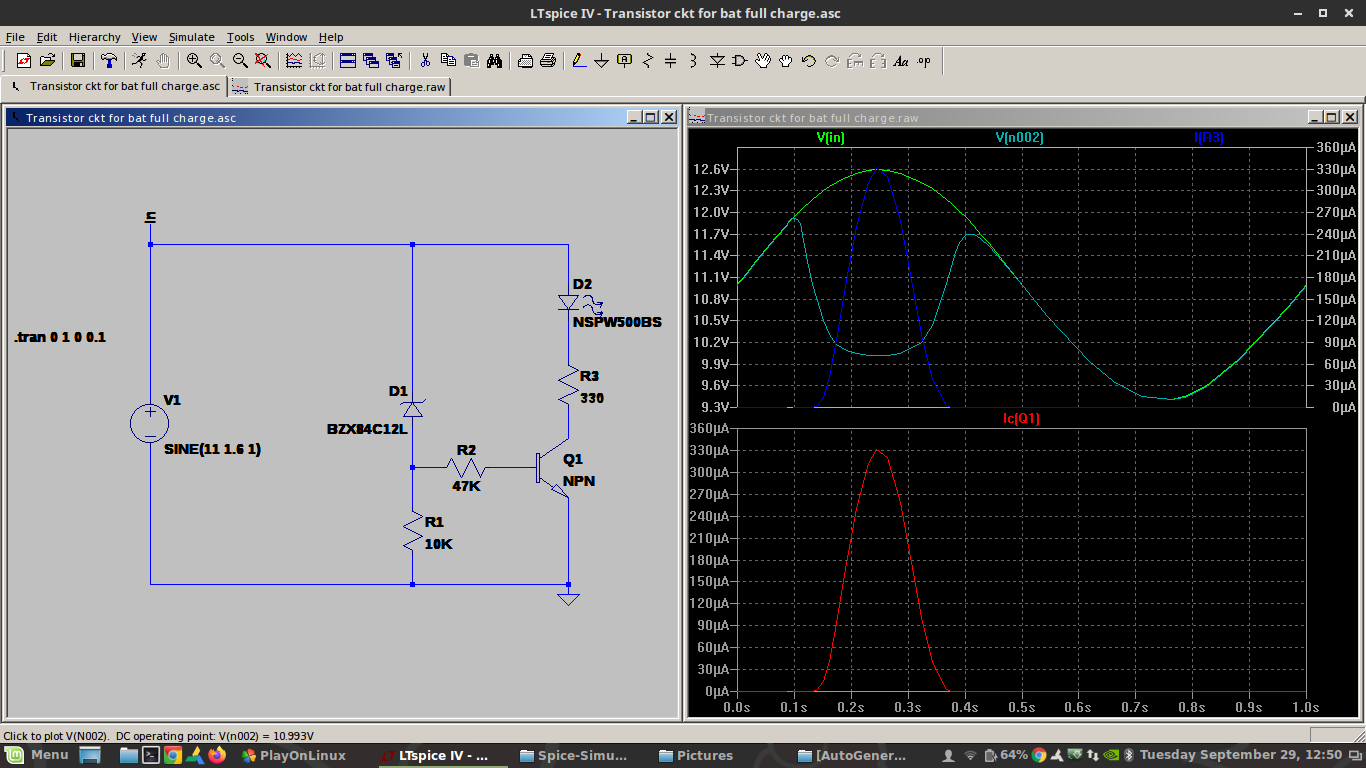 LTspice IV - Transistor ckt for bat full charge.asc
File Edit Hierarchy View Simulate Tools Window Help
Aa .op
Transistor ckt for bat full charge.asc Transistor ckt for bat full charge.raw
Transistor ckt for bat full charge.asc
in
D2
NSPW500BS
.tran 0 1 0 0.1
R3
330
D1
BZX84C12L
V1
SINE(11 1.6 1)
R2
47K
Q1
NPN
R1
10K
Transistor ckt for bat full charge.raw
V(in) V(n002) I(R3)
360µA
12.6V 330µA
12.3V 300µA
12.0V 270µA
11.7V 240µA
11.4V 210µA
11.1V 180µA
10.8V 150µA
10.5V 120µA
10.2V 90µA
9.9V 60µA
9.6V 30µA
9.3V 0µA
Ic(Q1)
360µA
330µA
300µA
270µA
240µA
210µA
180µA
150µA
120µA
90µA
60µA
30µA
0µA
0.0s 0.1s 0.2s 0.3s 0.4s 0.5s 0.6s 0.7s 0.8s 0.9s 1.0s
Click to plot V(N002). DC operating point: V(n002) = 10.993V
Menu PlayOnLinux LTspice IV - ... Spice-Simu... Pictures [AutoGener... 64% Tuesday September 29, 12:50